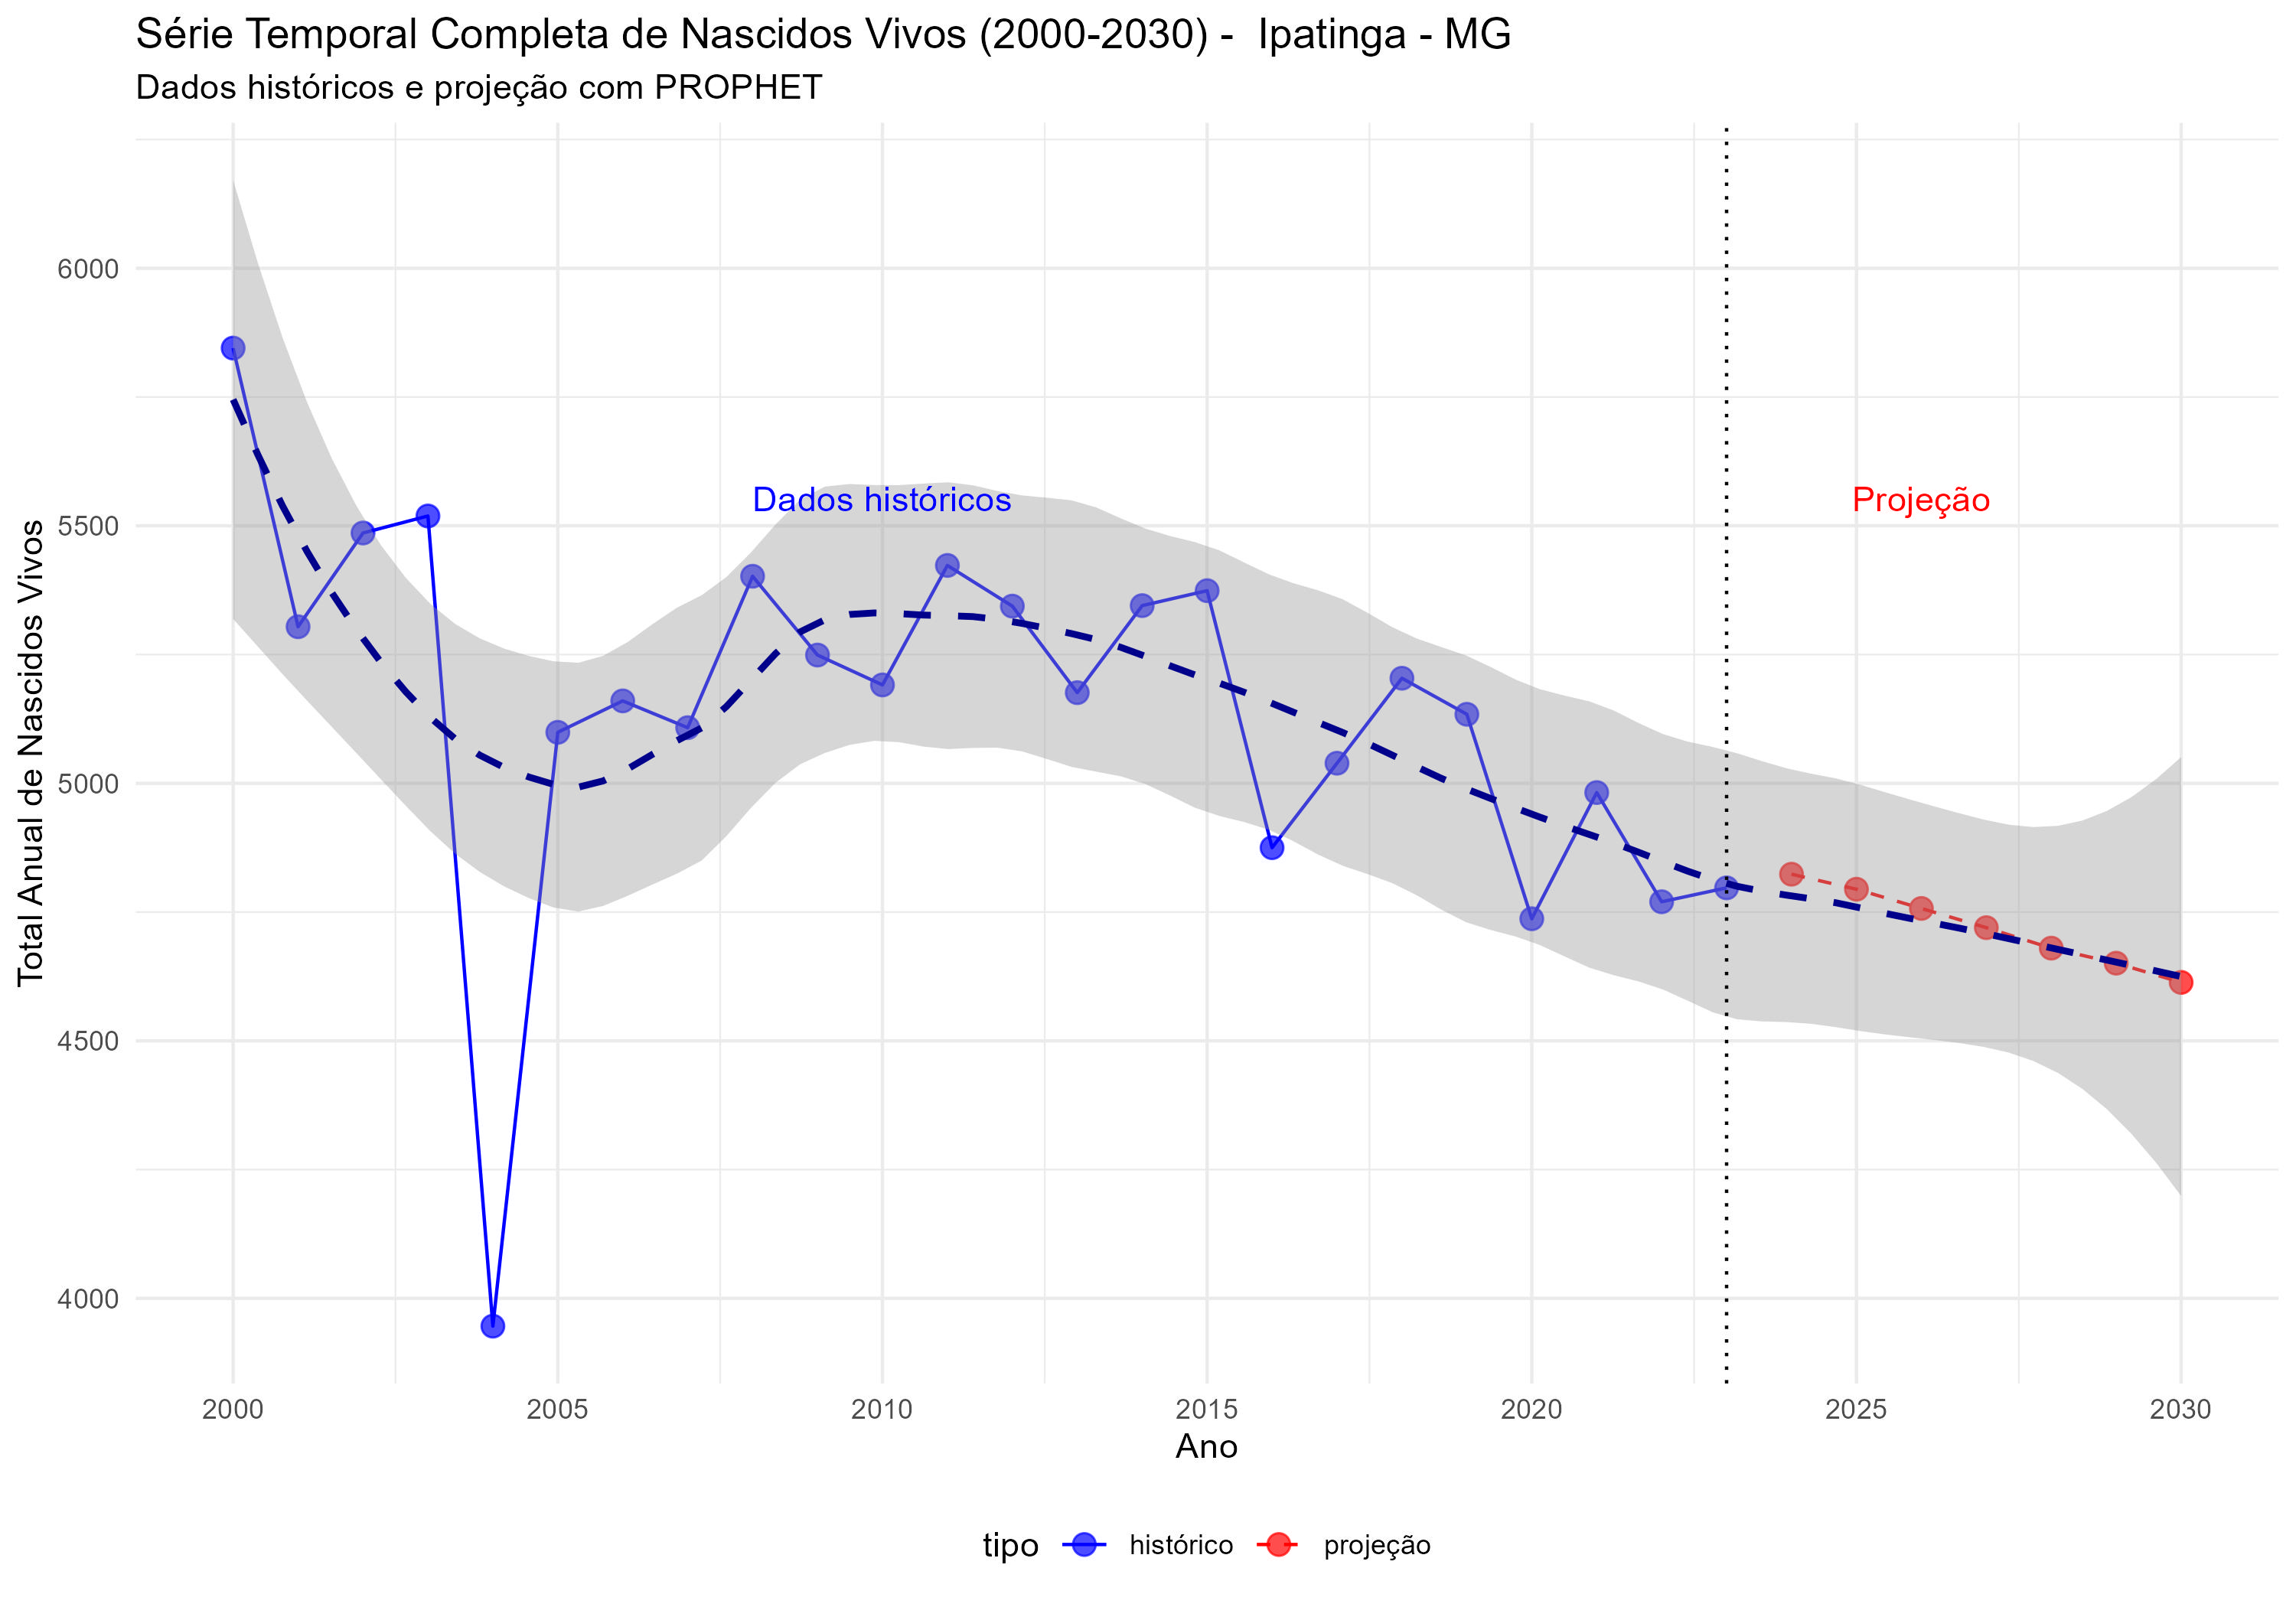 Série Temporal Completa de Nascidos Vivos (2000-2030) -  Ipatinga - MG
Dados históricos e projeção com PROPHET
Total Anual de Nascidos Vivos
6000
5500
5000
4500
4000
Dados históricos
Projeção
2000
2005
2010
2015
2020
2025
2030
Ano
tipo
histórico
projeção